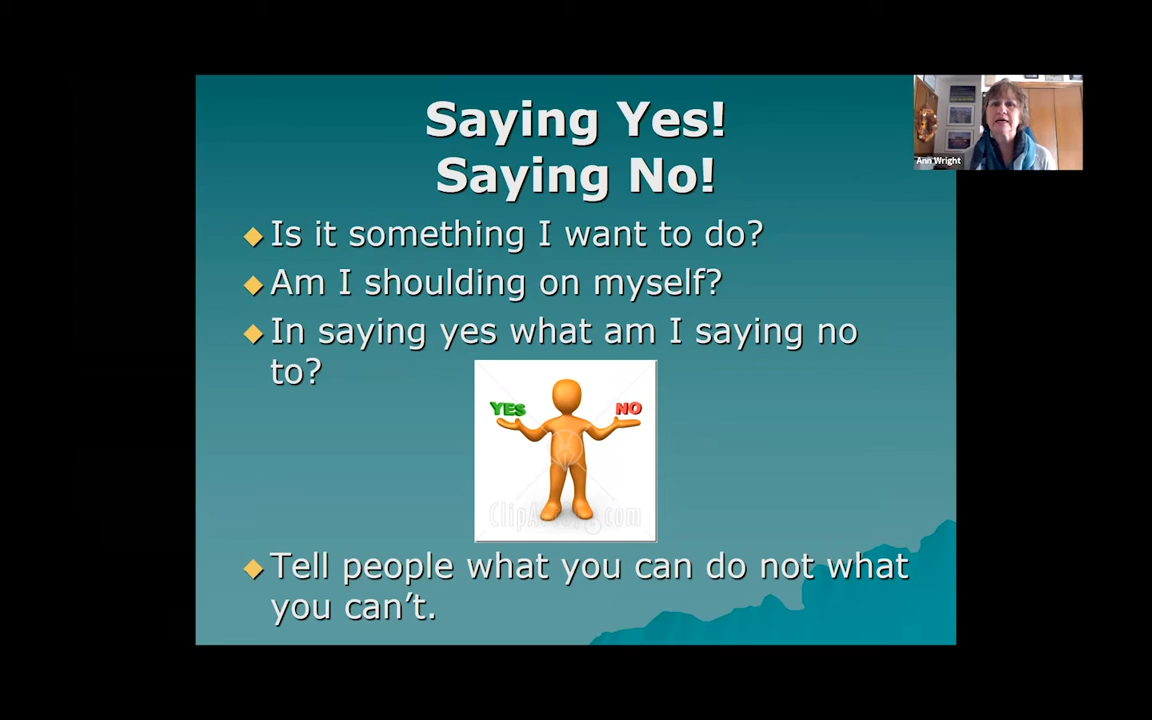 Saying Yes!
Saying No!
Is it something I want to do?
Am I shoulding on myself?
In saying yes what am I saying no
to?
YES
NO
Tell people what you can do not what
you can't.
Ann Wright